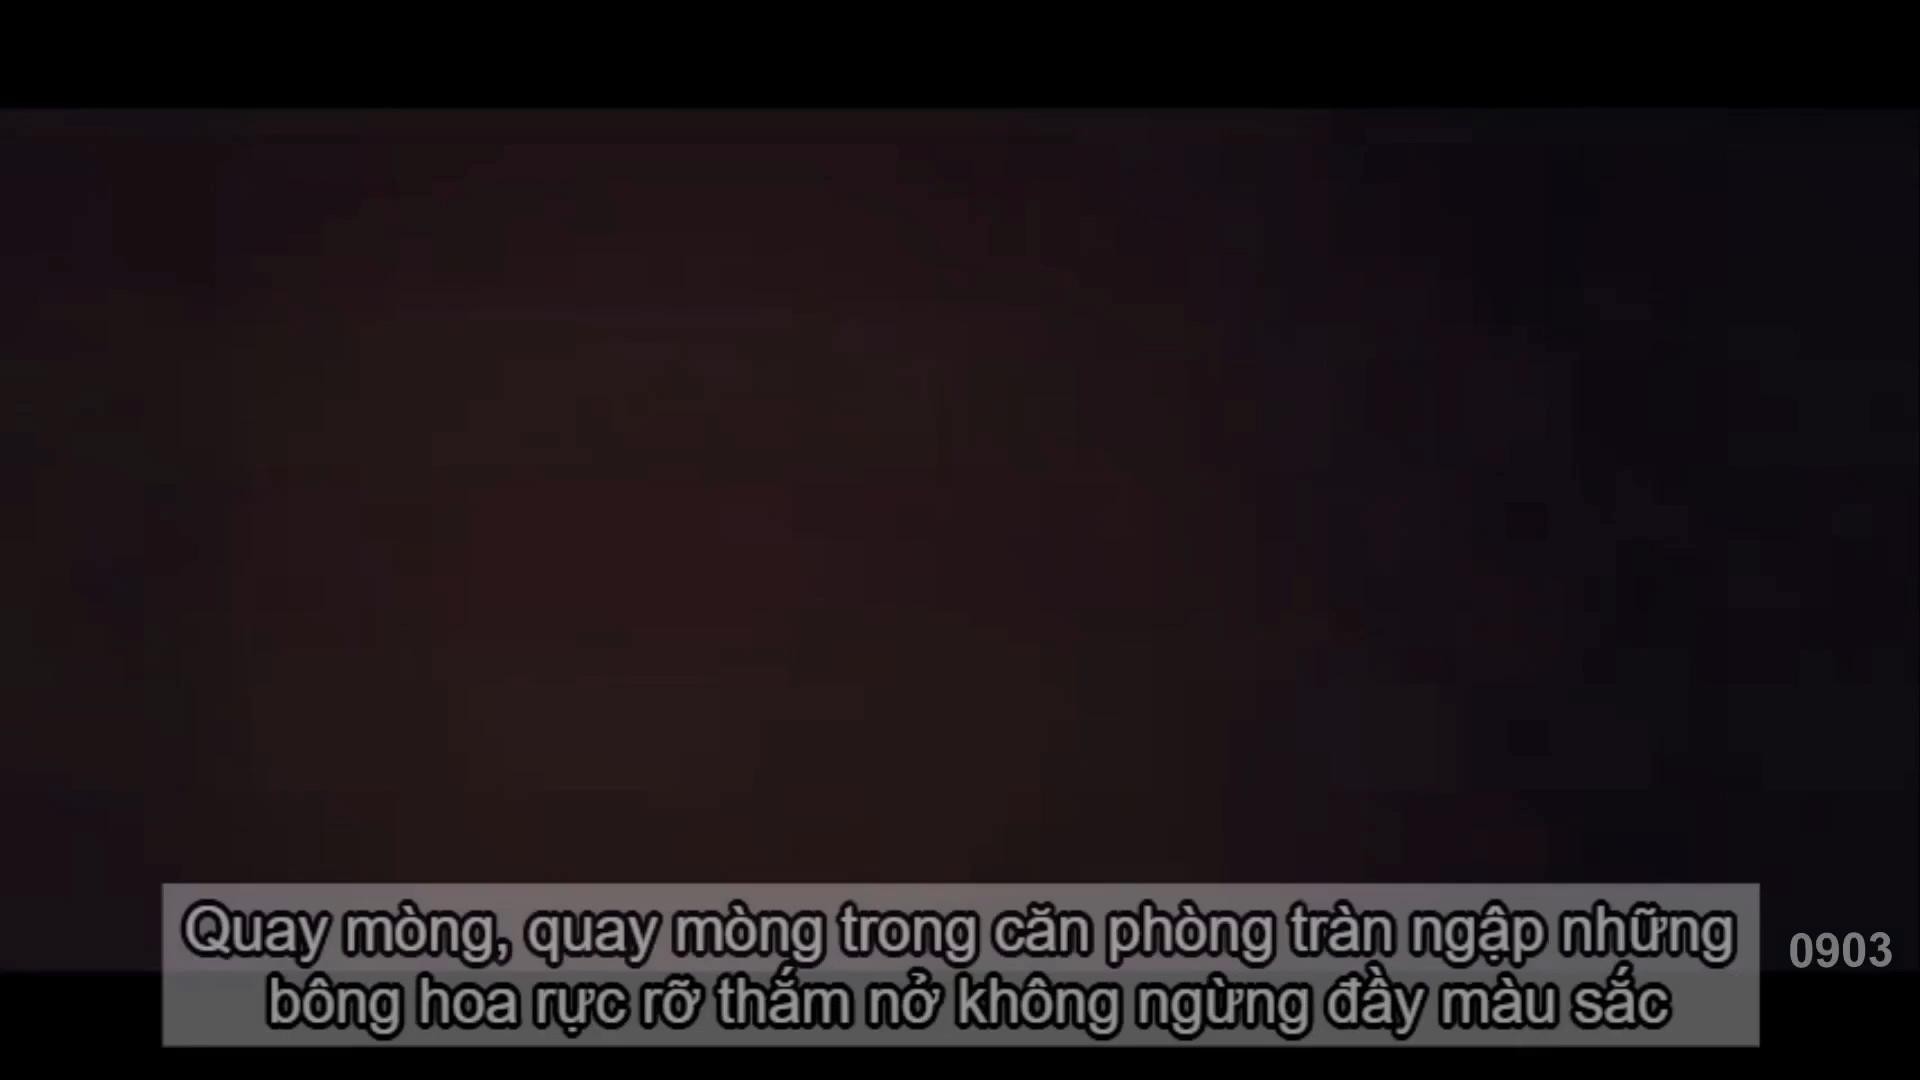 Quay mòng, quay mòng trong căn phòng tràn ngập những
bông hoa rực rỡ thắm nở không ngừng đầy màu sắc
0903